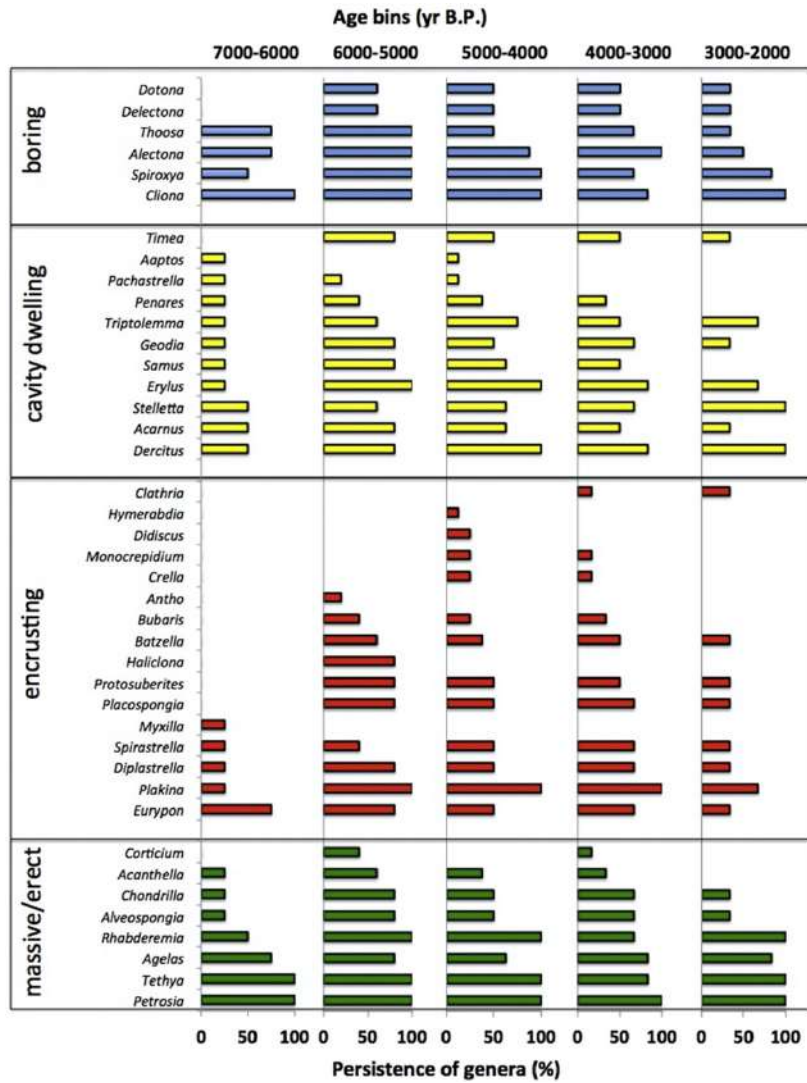 Age bins (yr B.P.)
7000-6000 6000-5000 5000-4000 4000-3000 3000-2000
boring
Dotona
Delectona
Thoosa
Alectona
Spiroxya
Cliona
cavity dwelling
Timea
Aaptos
Pachastrella
Penares
Triptolemma
Geodia
Samus
Erylus
Stelletta
Acarnus
Dercitus
encrusting
Clathria
Hymerabdia
Didiscus
Monocrepidium
Crella
Antho
Bubaris
Batzella
Haliclona
Protosuberites
Placospongia
Myxilla
Spirastrella
Diplastrella
Plakina
Eurypon
massive/erect
Corticium
Acanthella
Chondrilla
Alveospongia
Rhabderemia
Agelas
Tethya
Petrosia
0 50 100 0 50 100 0 50 100 0 50 100 0 50 100
Persistence of genera (%)